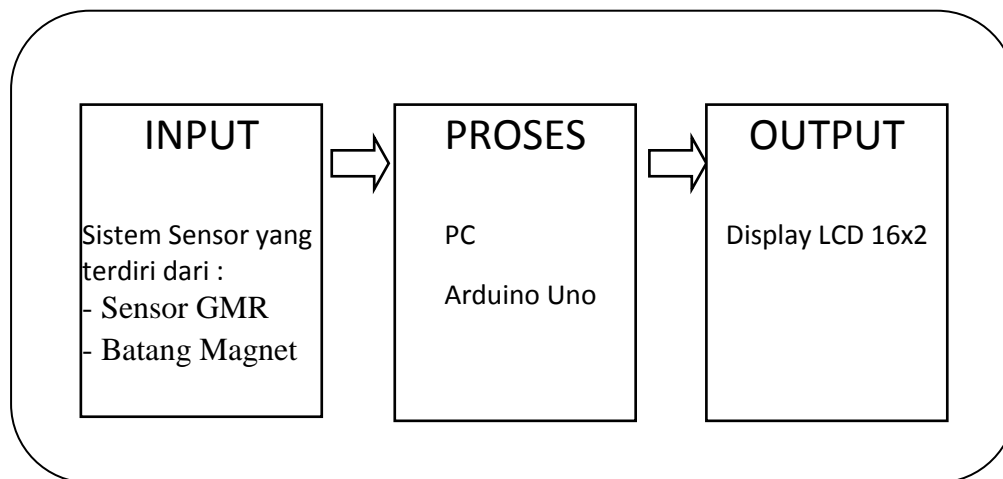 INPUT
Sistem Sensor yang
terdiri dari :
- Sensor GMR
- Batang Magnet
PROSES
PC
Arduino Uno
OUTPUT
Display LCD 16x2